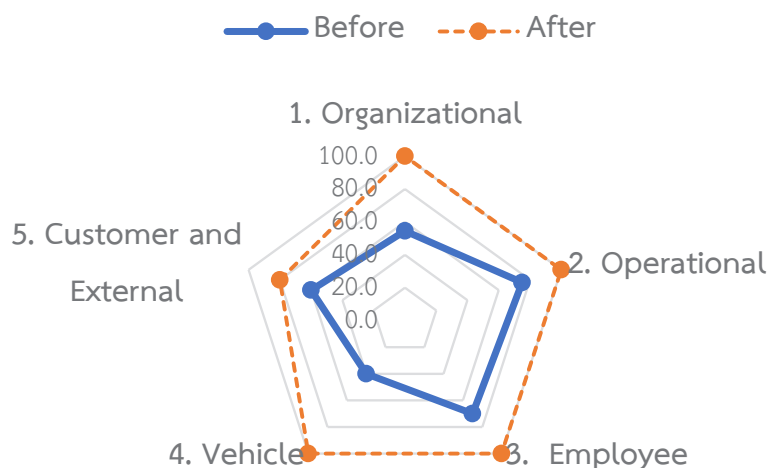 Before After
1. Organizational
100.0
80.0
60.0
40.0
20.0
0.0
2. Operational
3. Employee
4. Vehicle
5. Customer and
External